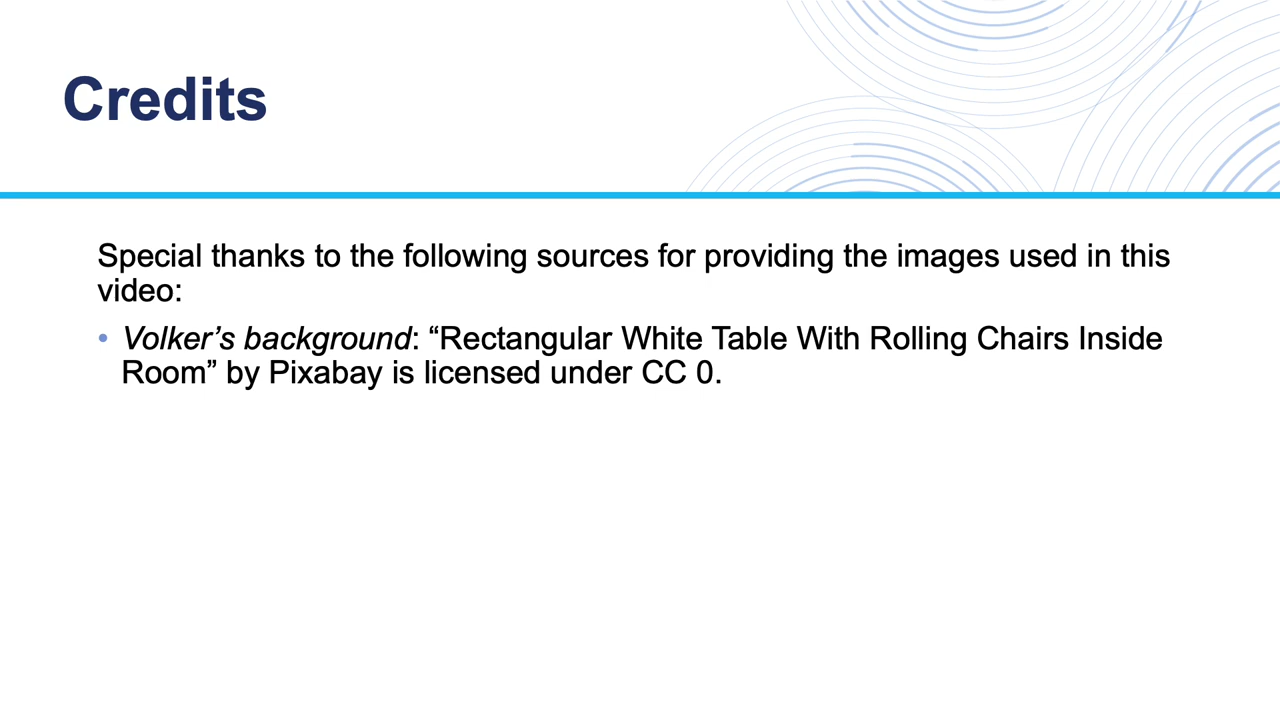 Credits
Special thanks to the following sources for providing the images used in this
video:
• Volker’s background: “Rectangular White Table With Rolling Chairs Inside
Room” by Pixabay is licensed under CC 0.